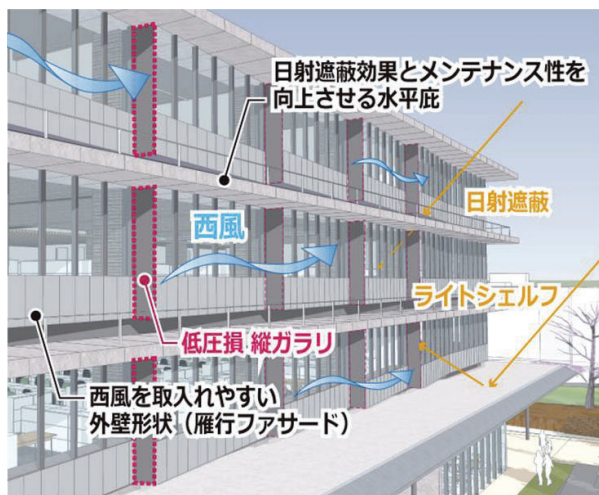 日射遮蔽効果とメンテナンス性を
向上させる水平庇
日射遮蔽
西風
ライトシェルフ
低圧損 縦ガラリ
西風を取入れやすい
外壁形状（雁行ファサード）